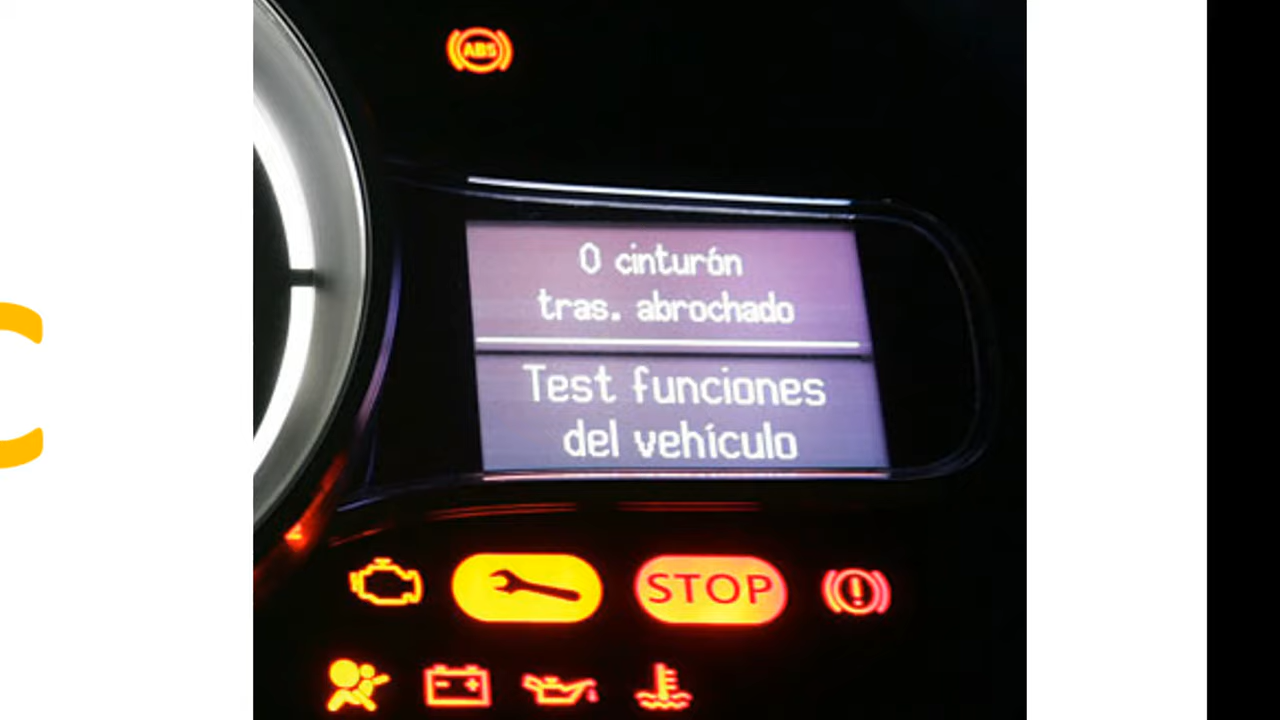 ABS
0 cinturón
tras. abrochado
Test funciones
del vehículo
STOP